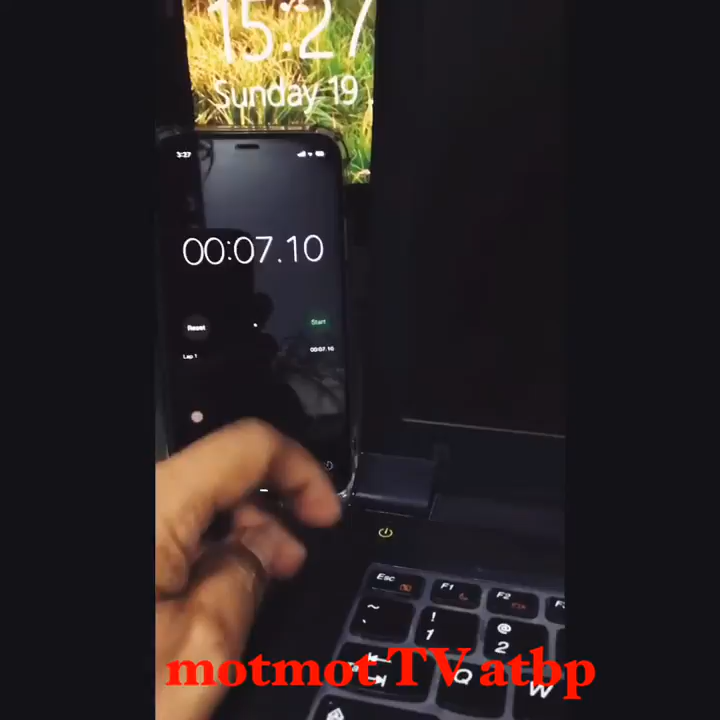 15:27
Sunday 19
3:27
00:07.10
Reset
Start
Lap 1
00:07.10
Esc
F1
F2
~
`
!
1
@
2
Q
W
motmot TV atbp